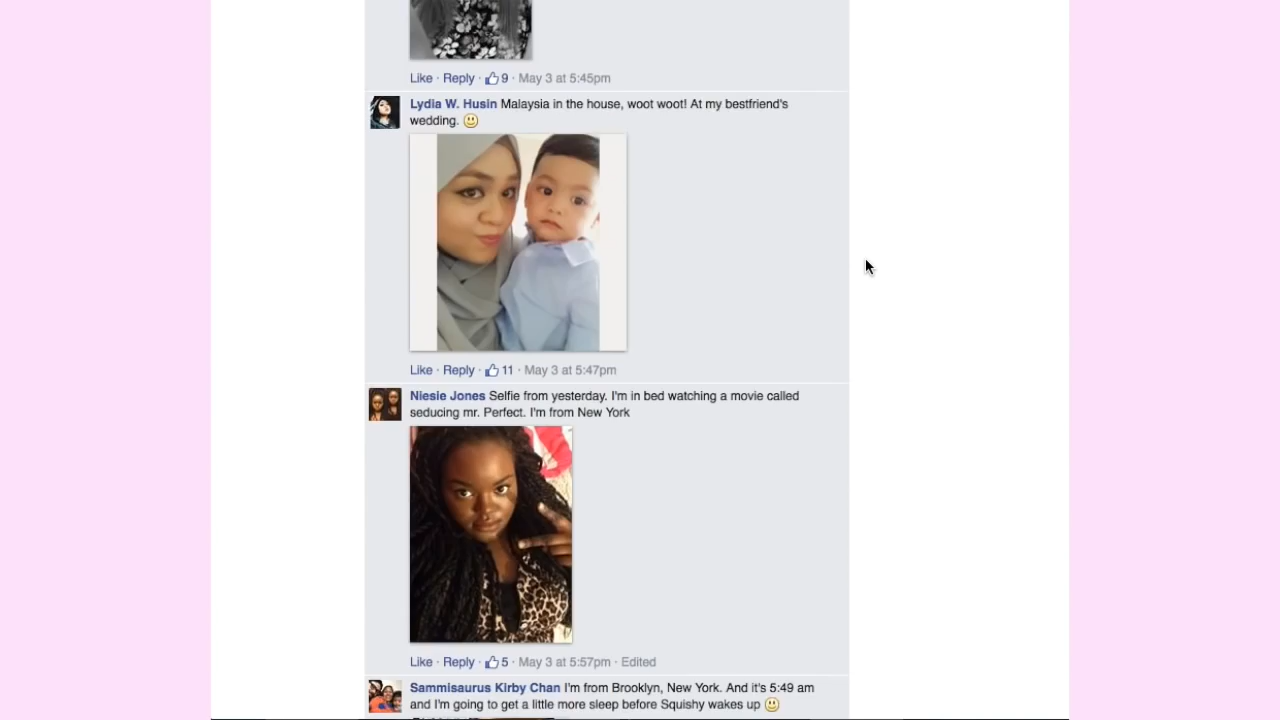 Like · Reply · 9 · May 3 at 5:45pm
Lydia W. Husin Malaysia in the house, woot woot! At my bestfriend's
wedding.
Like · Reply · 11 · May 3 at 5:47pm
Niesie Jones Selfie from yesterday. I'm in bed watching a movie called
seducing mr. Perfect. I'm from New York
Like · Reply · 5 · May 3 at 5:57pm · Edited
Sammisaurus Kirby Chan I'm from Brooklyn, New York. And it's 5:49 am
and I'm going to get a little more sleep before Squishy wakes up